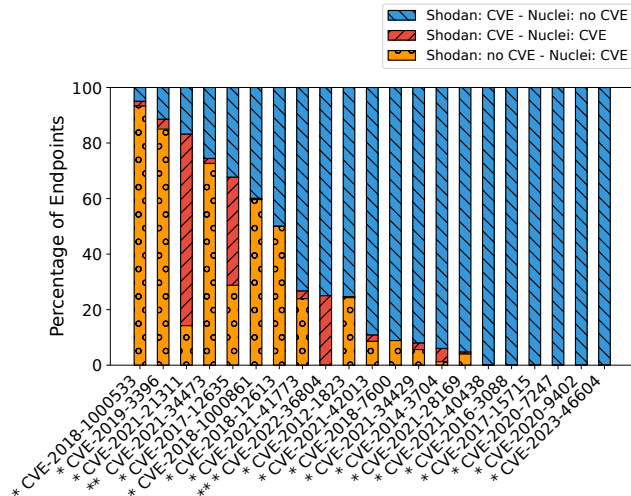 Shodan: CVE - Nuclei: no CVE
Shodan: CVE - Nuclei: CVE
Shodan: no CVE - Nuclei: CVE
Percentage of Endpoints
100
80
60
40
20
0
* CVE-2018-1000533
* CVE-2019-3396
* CVE-2021-21311
** CVE-2021-34473
* CVE-2017-12635
* CVE-2018-1000861
* CVE-2018-12613
* CVE-2021-41773
** CVE-2022-36804
* CVE-2012-1823
* CVE-2021-42013
* CVE-2018-7600
* CVE-2021-34429
* CVE-2014-3704
* CVE-2021-28169
* CVE-2021-40438
* CVE-2016-3088
* CVE-2017-15715
* CVE-2020-7247
* CVE-2020-9402
* CVE-2023-46604